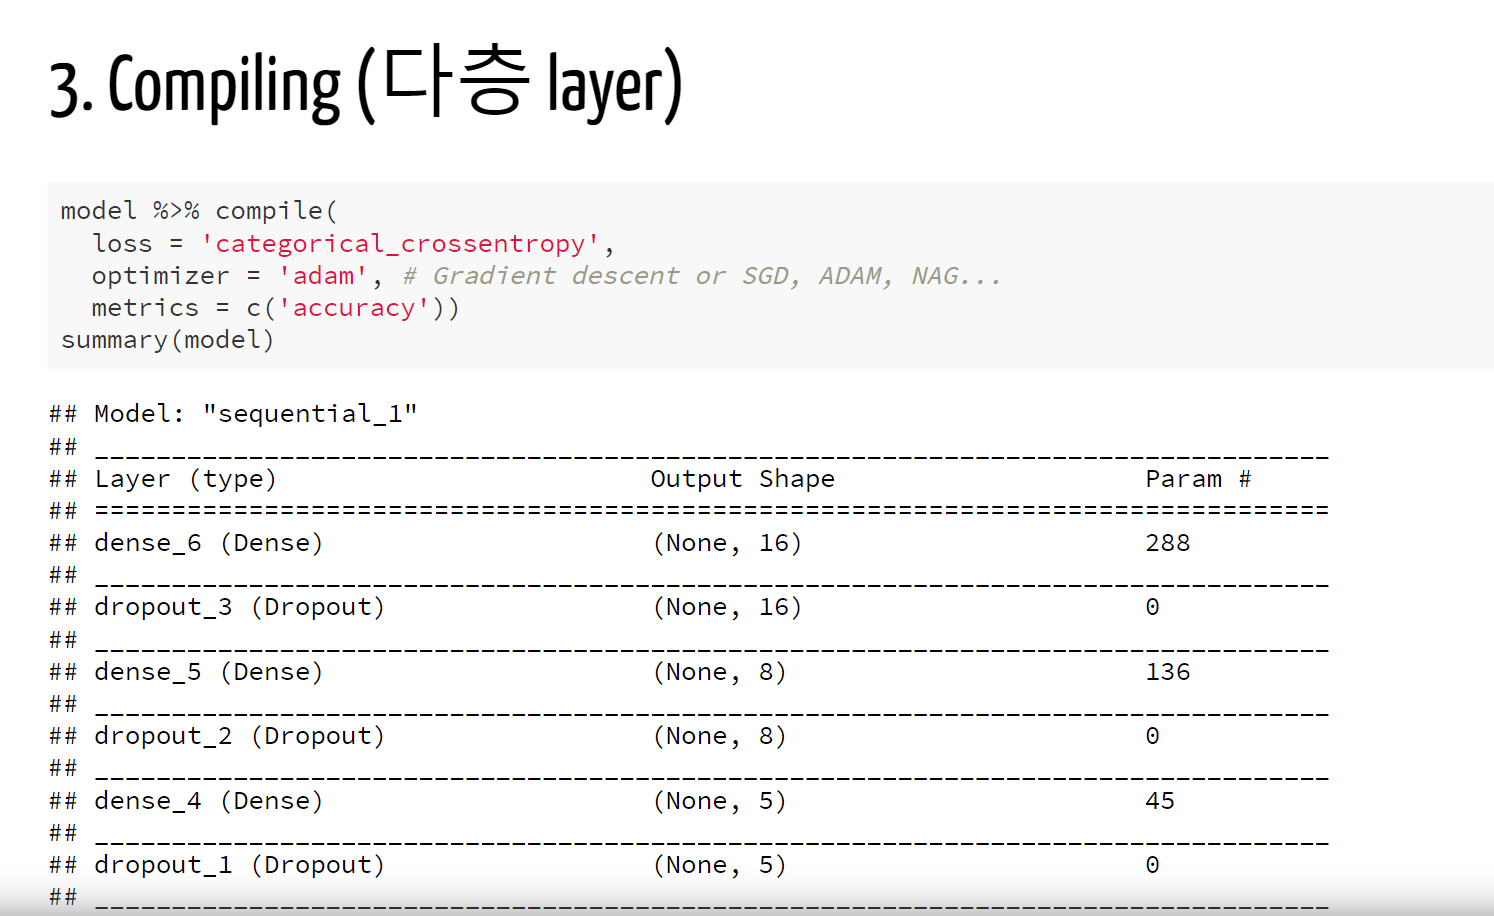 3. Compiling (다층 layer)
model %>% compile(
  loss = 'categorical_crossentropy',
  optimizer = 'adam', # Gradient descent or SGD, ADAM, NAG...
  metrics = c('accuracy'))
summary(model)
## Model: "sequential_1"
## ________________________________________________________________________________
## Layer (type)                        Output Shape                    Param #
## ================================================================================
## dense_6 (Dense)                     (None, 16)                      288
## ________________________________________________________________________________
## dropout_3 (Dropout)                 (None, 16)                      0
## ________________________________________________________________________________
## dense_5 (Dense)                     (None, 8)                       136
## ________________________________________________________________________________
## dropout_2 (Dropout)                 (None, 8)                       0
## ________________________________________________________________________________
## dense_4 (Dense)                     (None, 5)                       45
## ________________________________________________________________________________
## dropout_1 (Dropout)                 (None, 5)                       0
## ________________________________________________________________________________